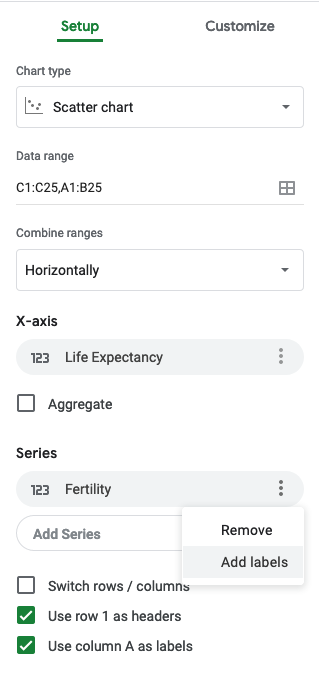 Setup Customize
Chart type
Scatter chart
Data range
C1:C25,A1:B25
Combine ranges
Horizontally
X-axis
123 Life Expectancy
Aggregate
Series
123 Fertility
Remove
Add Series
Add labels
Switch rows / columns
Use row 1 as headers
Use column A as labels